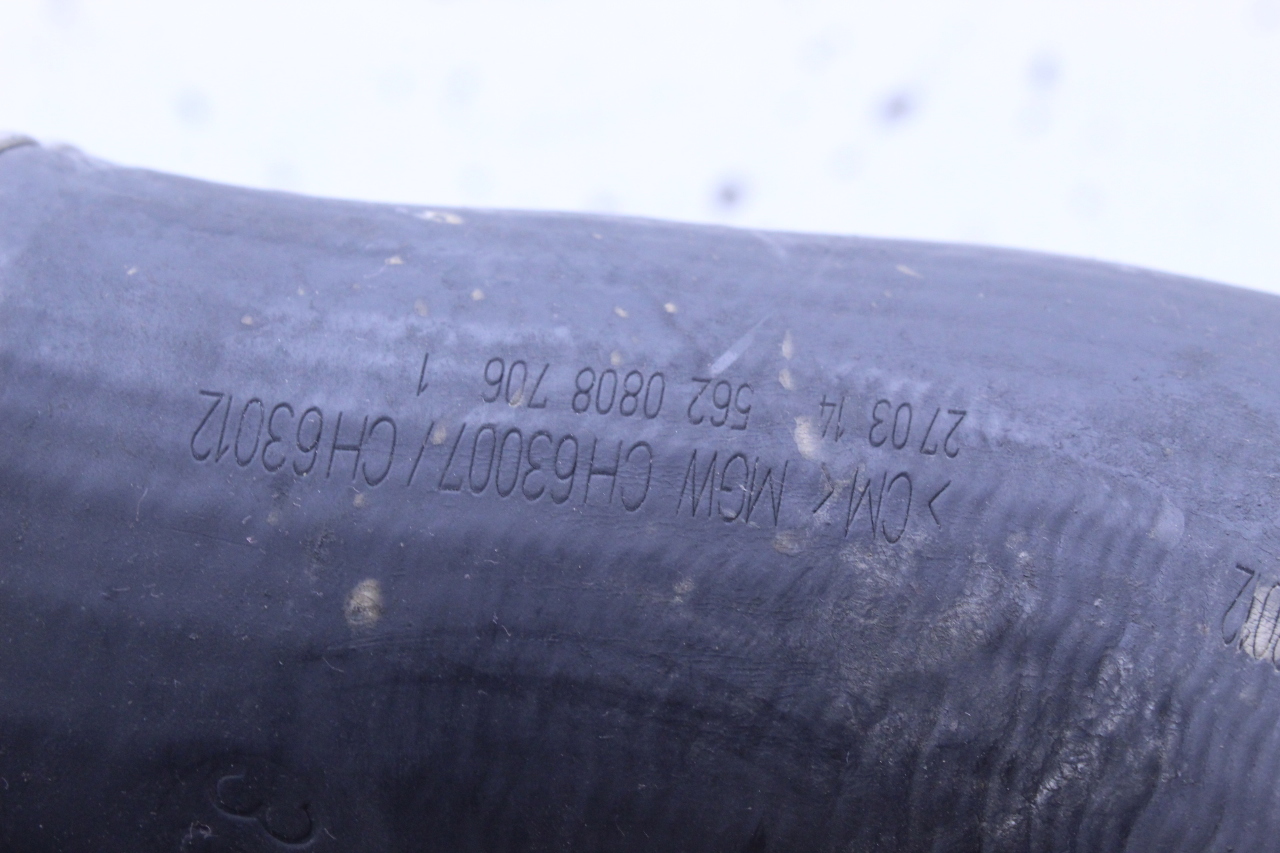 >CM< MGW CH63007 / CH63012
27 03 14 562 0808 706 1